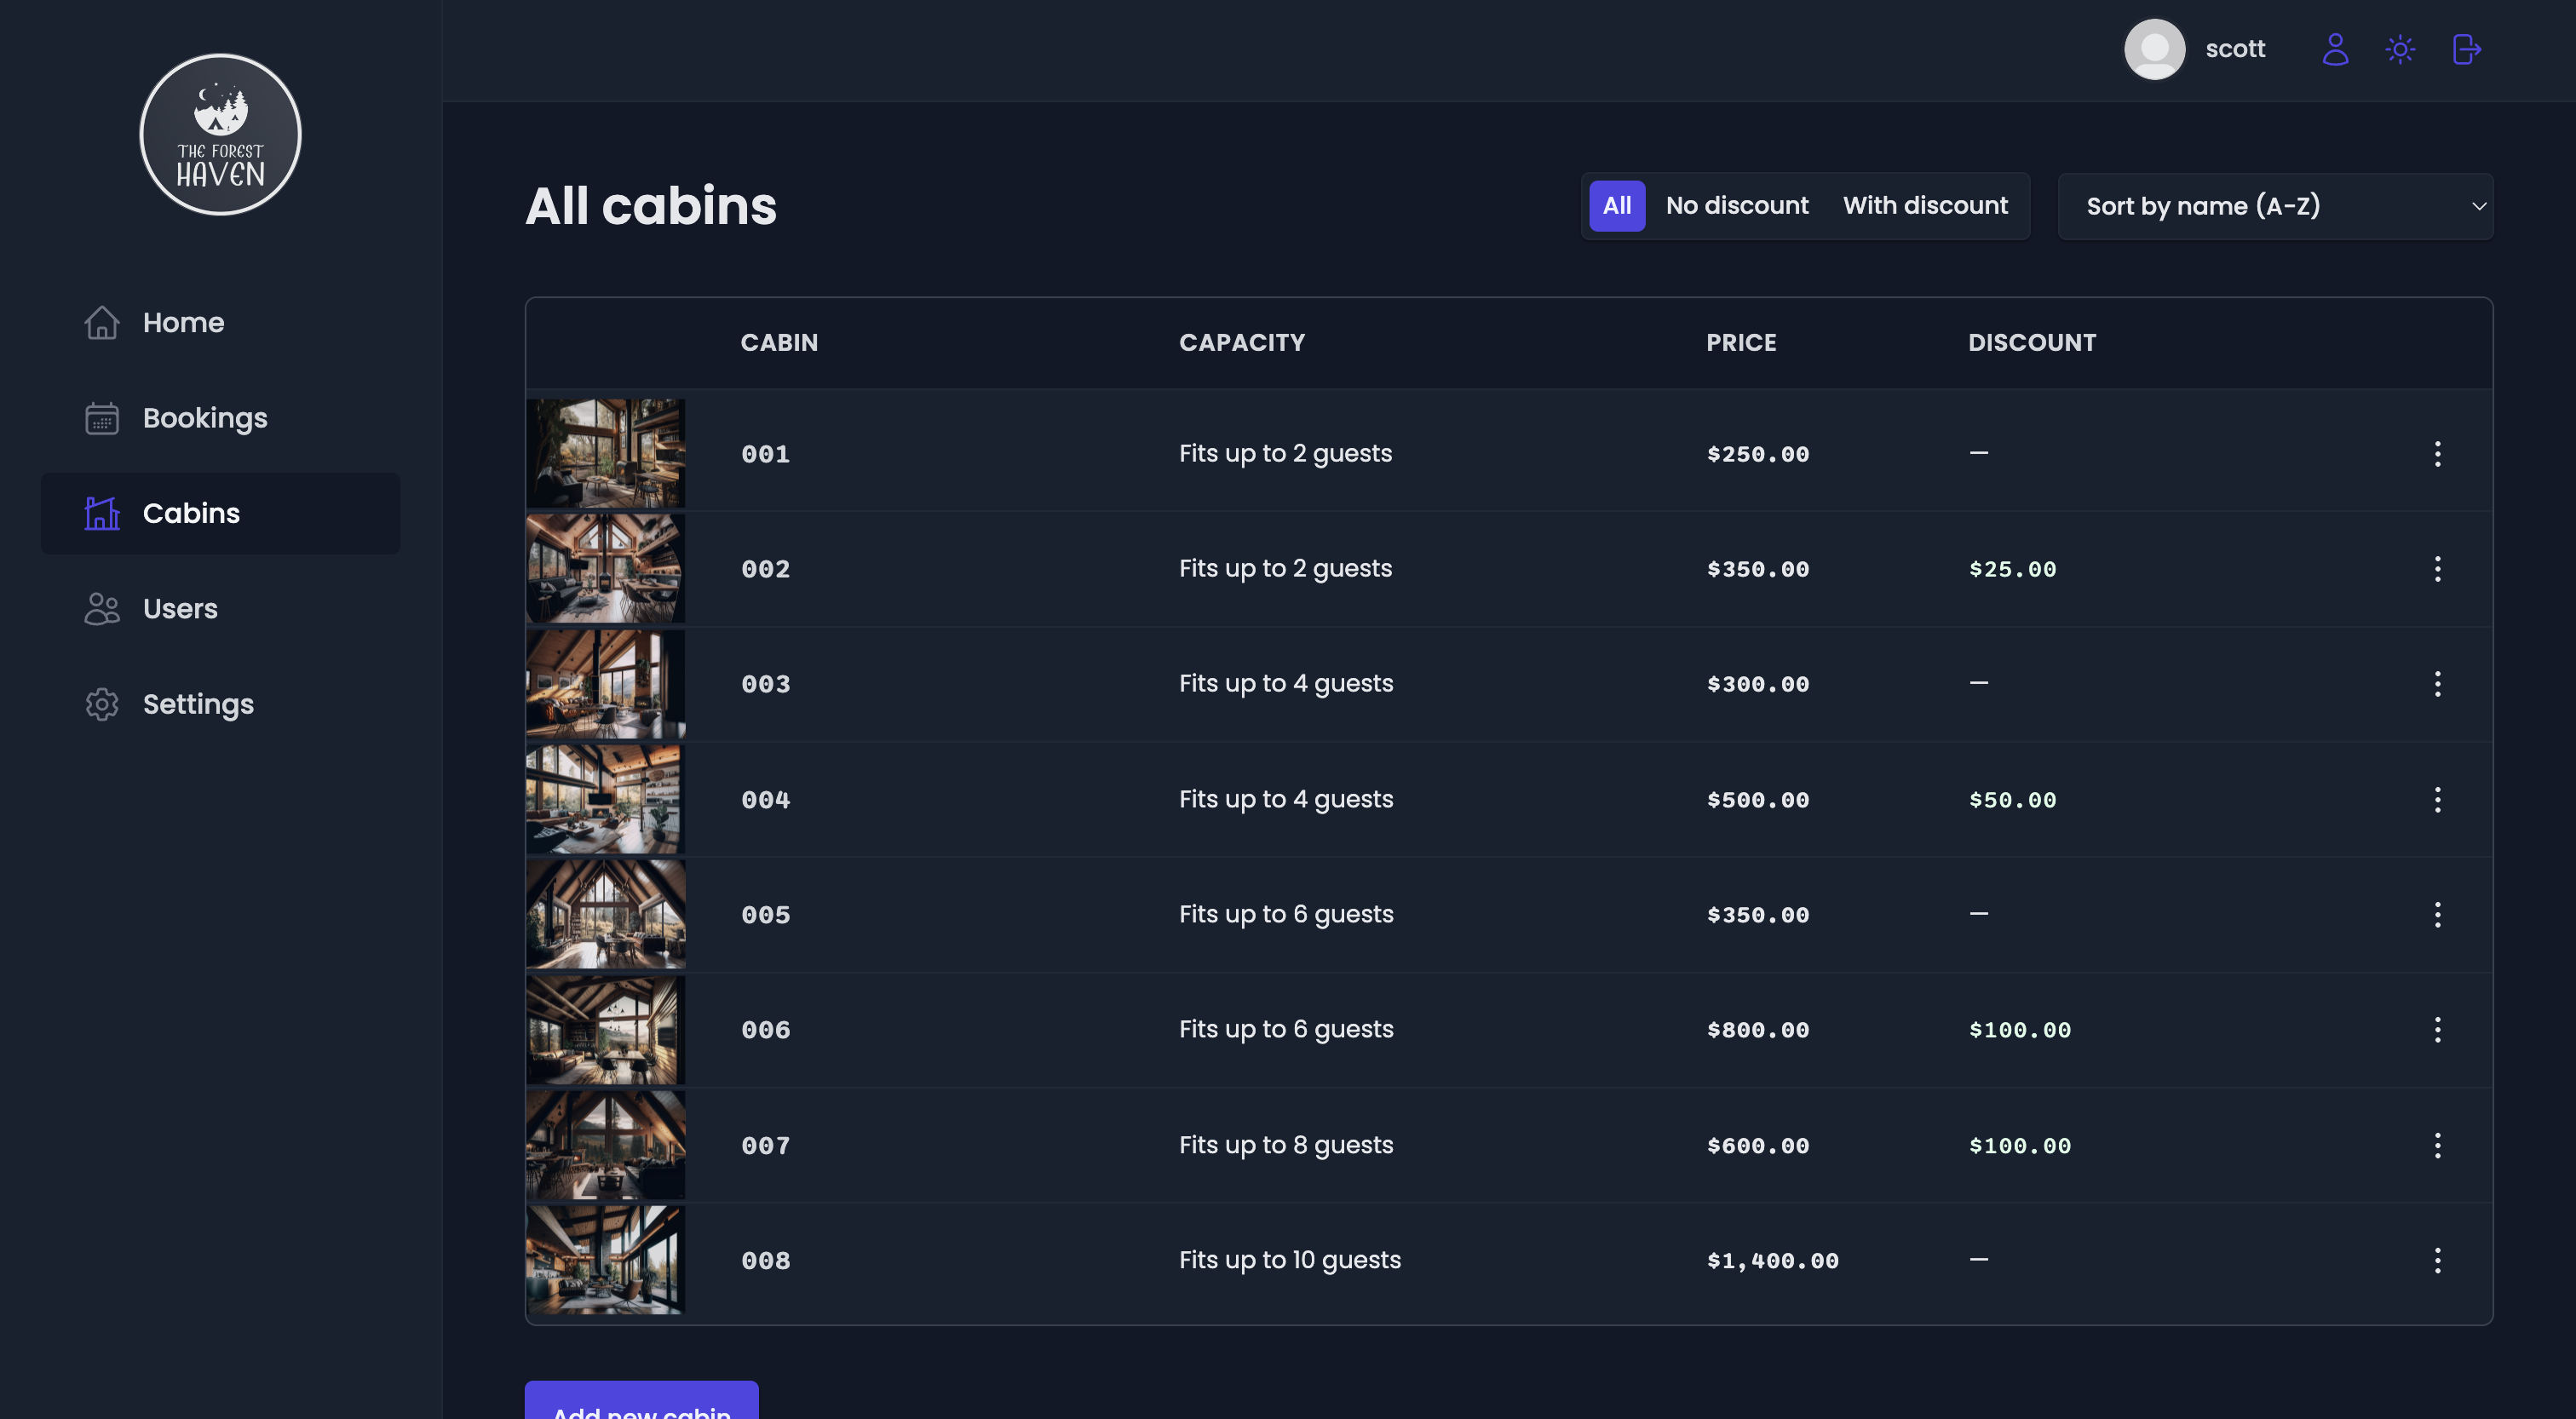 THE FOREST
HAVEN
Home
Bookings
Cabins
Users
Settings
scott
All cabins
All No discount With discount
Sort by name (A-Z)
CABIN CAPACITY PRICE DISCOUNT
001 Fits up to 2 guests $250.00 —
002 Fits up to 2 guests $350.00 $25.00
003 Fits up to 4 guests $300.00 —
004 Fits up to 4 guests $500.00 $50.00
005 Fits up to 6 guests $350.00 —
006 Fits up to 6 guests $800.00 $100.00
007 Fits up to 8 guests $600.00 $100.00
008 Fits up to 10 guests $1,400.00 —
Add new cabin